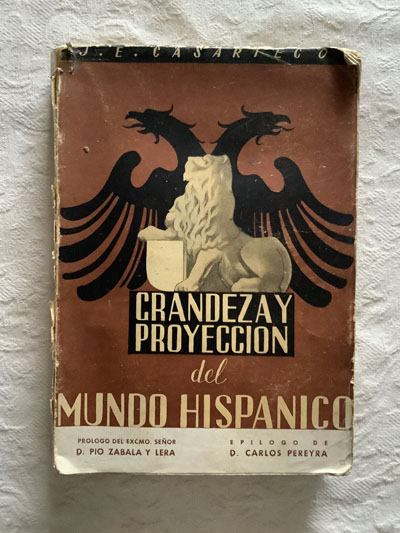 J. E. CASARIEGO
GRANDEZA Y
PROYECCION
del
MUNDO HISPANICO
PROLOGO DEL EXCMO. SEÑOR
D. PIO ZABALA Y LERA
EPILOGO DE
D. CARLOS PEREYRA